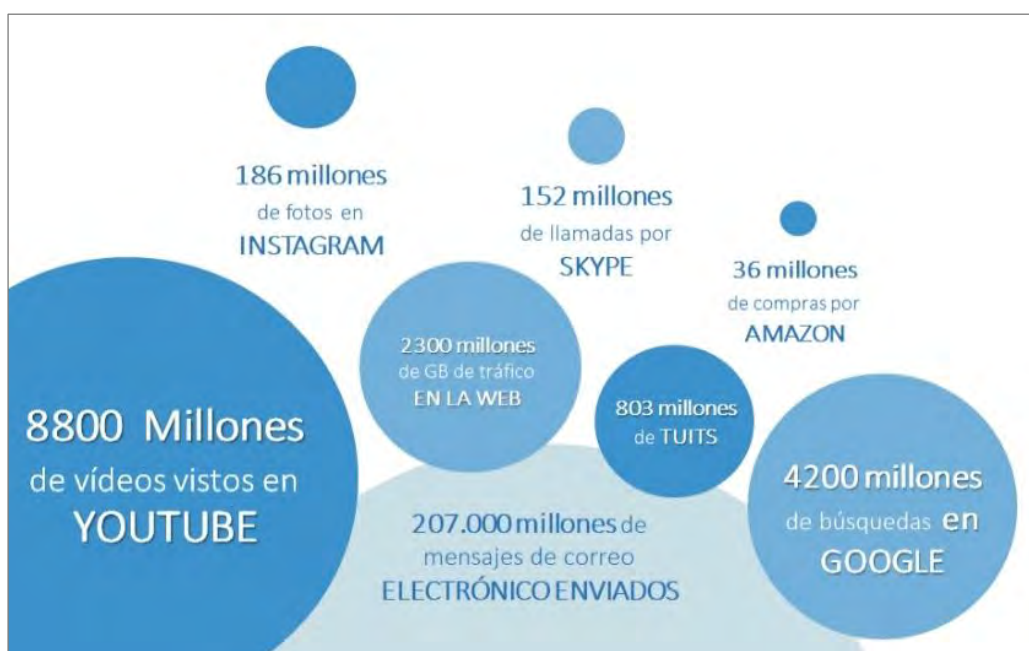 186 millones
de fotos en
INSTAGRAM
152 millones
de llamadas por
SKYPE
36 millones
de compras por
AMAZON
8800 Millones
de vídeos vistos en
YOUTUBE
2300 millones
de GB de tráfico
EN LA WEB
803 millones
de TUITS
4200 millones
de búsquedas en
GOOGLE
207.000 millones de
mensajes de correo
ELECTRÓNICO ENVIADOS